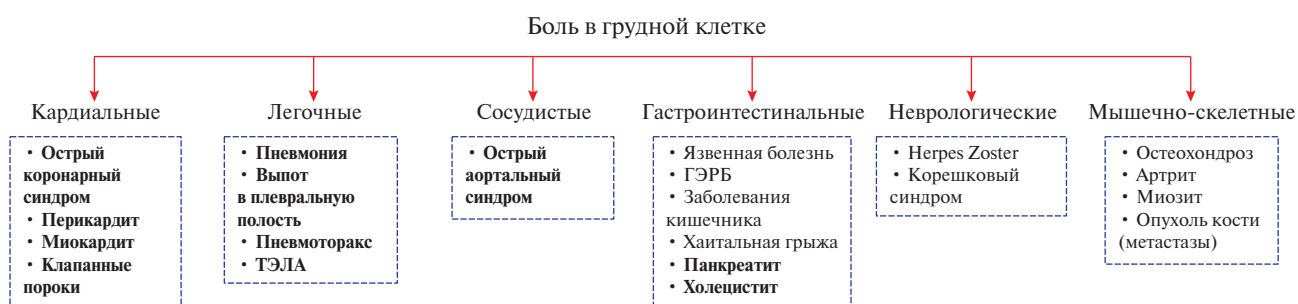 Боль в грудной клетке
Кардиальные
• Острый
коронарный
синдром
• Перикардит
• Миокардит
• Клапанные
пороки
Легочные
• Пневмония
• Выпот
в плевральную
полость
• Пневмоторакс
• ТЭЛА
Сосудистые
• Острый
аортальный
синдром
Гастроинтестинальные
• Язвенная болезнь
• ГЭРБ
• Заболевания
кишечника
• Хаитальная грыжа
• Панкреатит
• Холецистит
Неврологические
• Herpes Zoster
• Корешковый
синдром
Мышечно-скелетные
• Остеохондроз
• Артрит
• Миозит
• Опухоль кости
(метастазы)